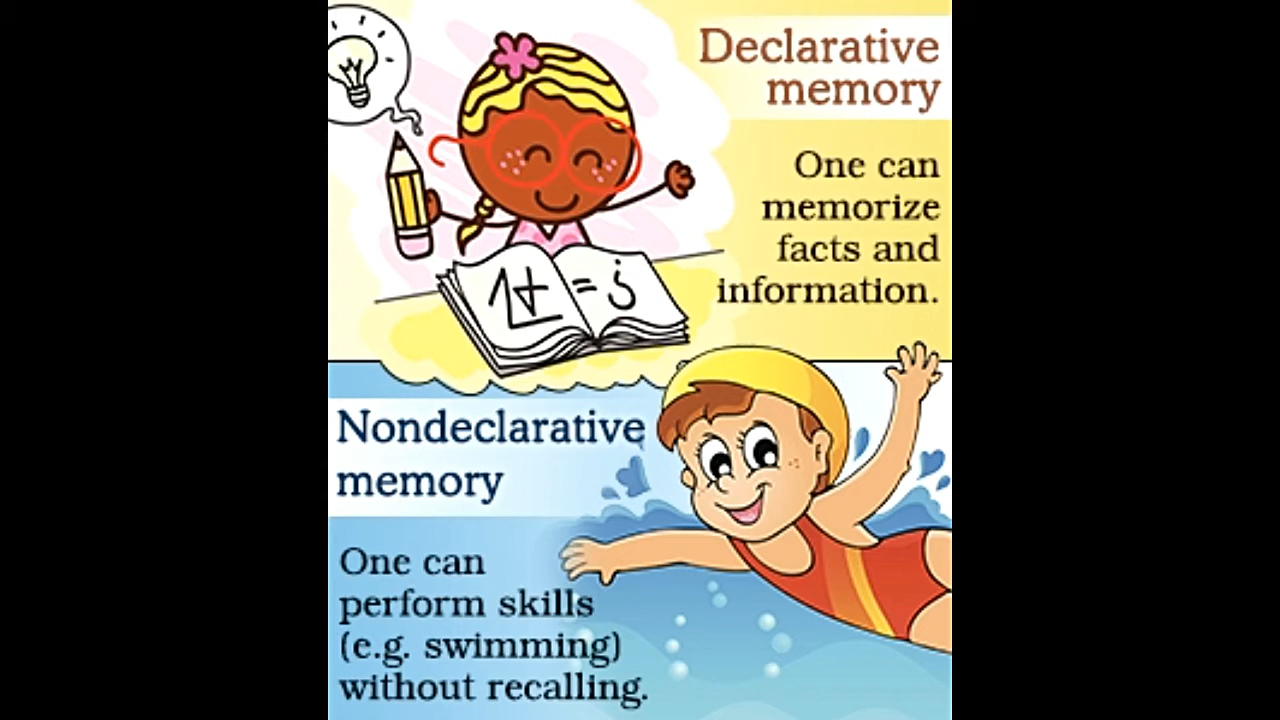 Declarative
memory
One can
memorize
facts and
information.
Nondeclarative
memory
One can
perform skills
(e.g. swimming)
without recalling.